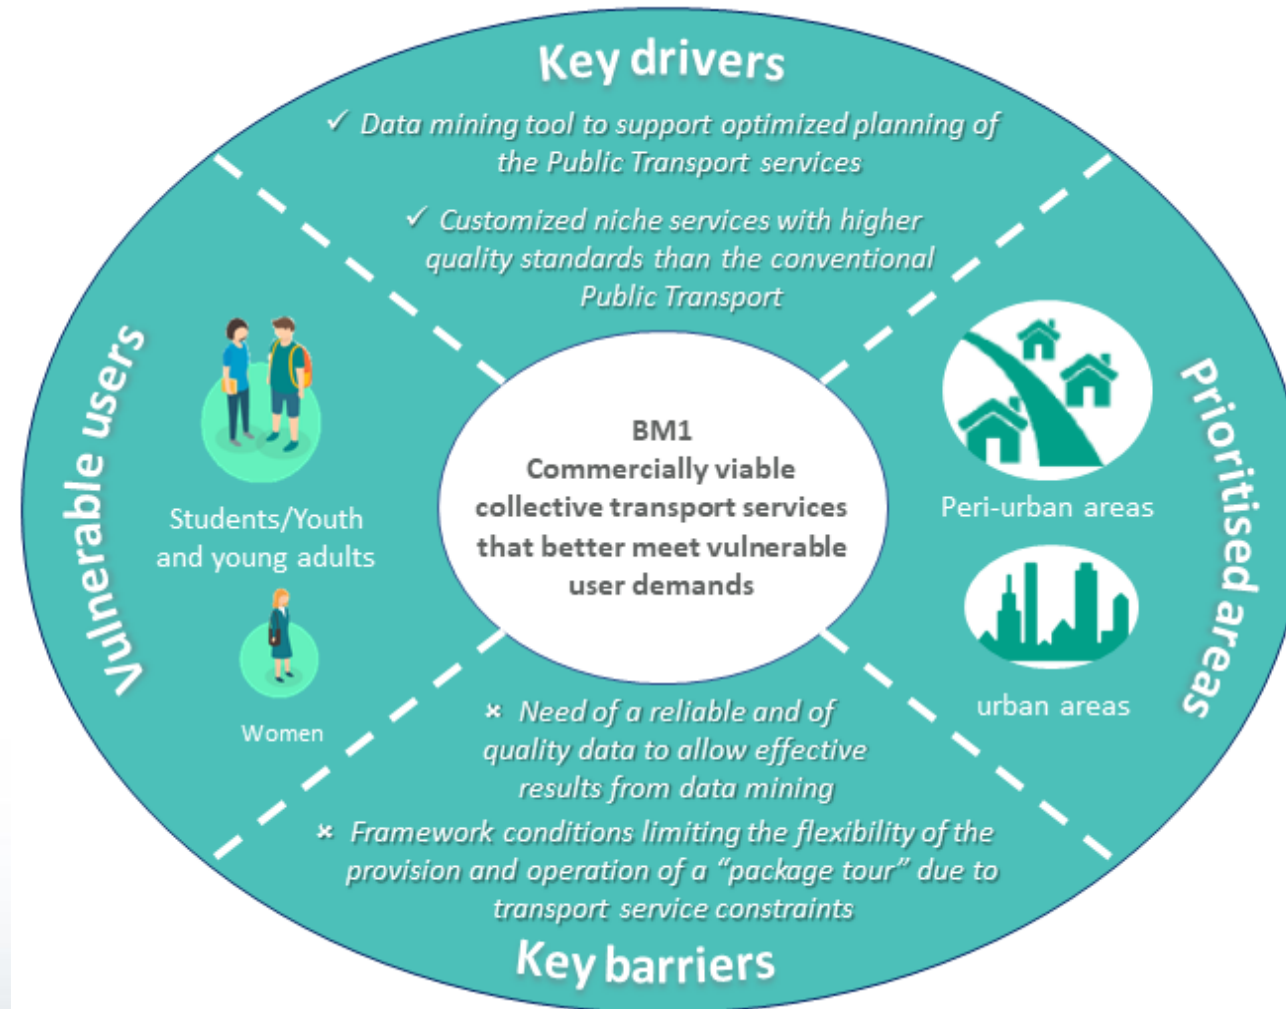 Key drivers
✓ Data mining tool to support optimized planning of
the Public Transport services
✓ Customized niche services with higher
quality standards than the conventional
Public Transport
Vulnerable users
Students/Youth
and young adults
Women
BM1
Commercially viable
collective transport services
that better meet vulnerable
user demands
Prioritised areas
Peri-urban areas
urban areas
× Need of a reliable and of
quality data to allow effective
results from data mining
× Framework conditions limiting the flexibility of the
provision and operation of a “package tour” due to
transport service constraints
Key barriers